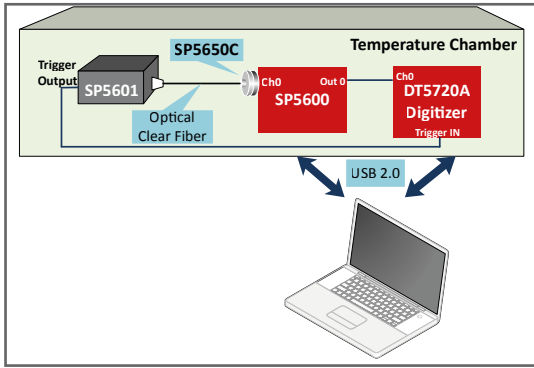 SP5650C
Temperature Chamber
Trigger
Output
SP5601
Ch0
Out 0
SP5600
Ch0
DT5720A
Digitizer
Trigger IN
Optical
Clear Fiber
USB 2.0